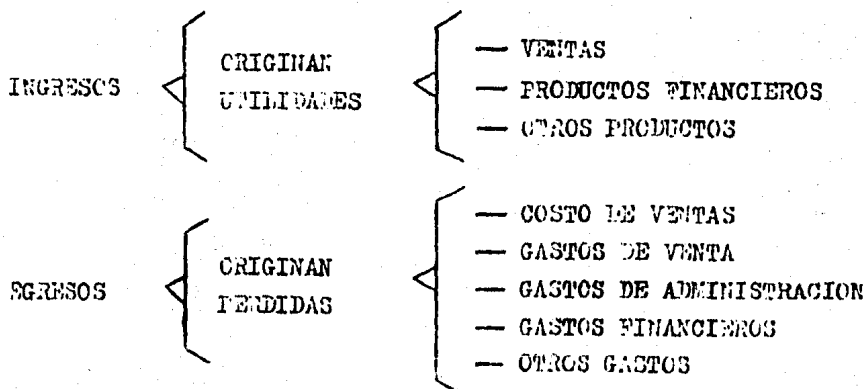 INGRESOS
ORIGINAN
UTILIDADES
— VENTAS
— PRODUCTOS FINANCIEROS
— OTROS PRODUCTOS
EGRESOS
ORIGINAN
PERDIDAS
— COSTO DE VENTAS
— GASTOS DE VENTA
— GASTOS DE ADMINISTRACION
— GASTOS FINANCIEROS
— OTROS GASTOS